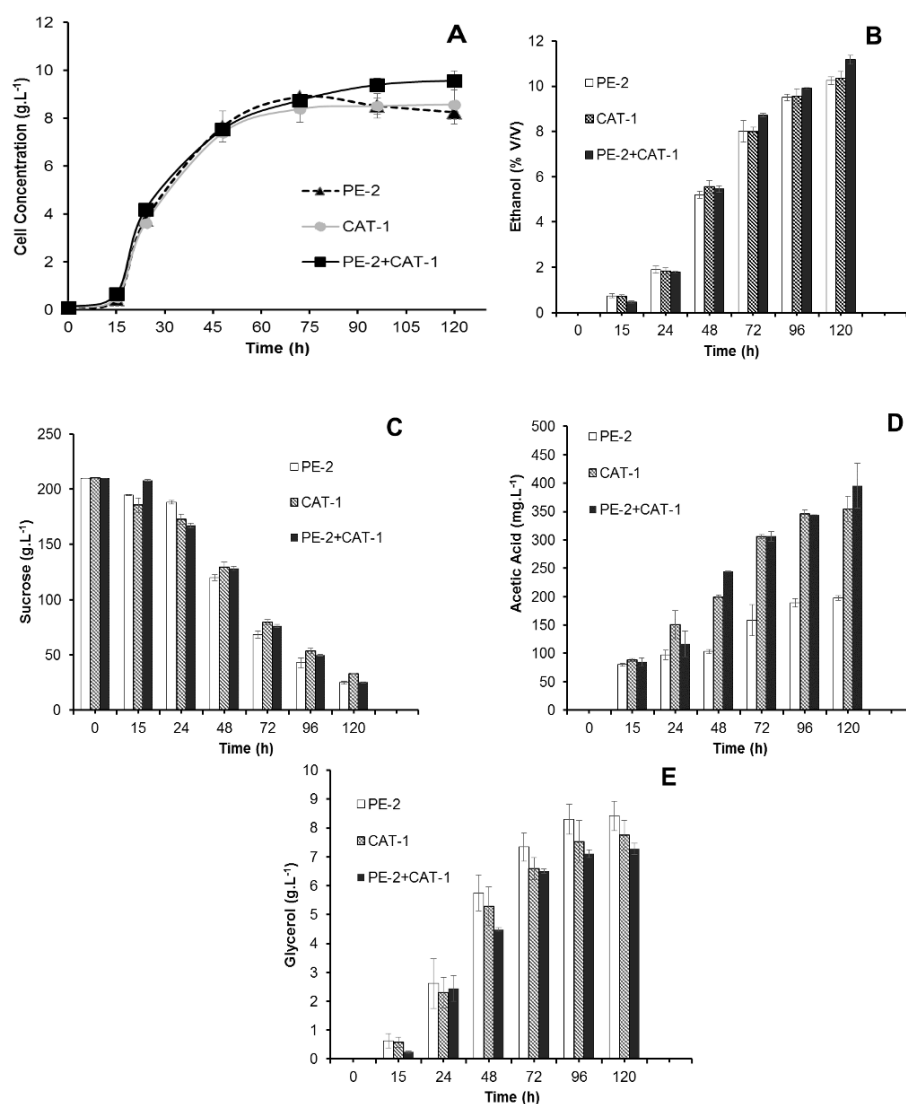 A
Cell Concentration (g.L⁻¹)
12
10
8
6
4
2
0
PE-2
CAT-1
PE-2+CAT-1
0 15 30 45 60 75 90 105 120
Time (h)
B
Ethanol (% V/V)
12
10
8
6
4
2
0
PE-2
CAT-1
PE-2+CAT-1
0 15 24 48 72 96 120
Time (h)
C
Sucrose (g.L⁻¹)
250
200
150
100
50
0
PE-2
CAT-1
PE-2+CAT-1
0 15 24 48 72 96 120
Time (h)
D
Acetic Acid (mg.L⁻¹)
500
450
400
350
300
250
200
150
100
50
0
PE-2
CAT-1
PE-2+CAT-1
0 15 24 48 72 96 120
Time (h)
E
Glycerol (g.L⁻¹)
10
9
8
7
6
5
4
3
2
1
0
PE-2
CAT-1
PE-2+CAT-1
0 15 24 48 72 96 120
Time (h)